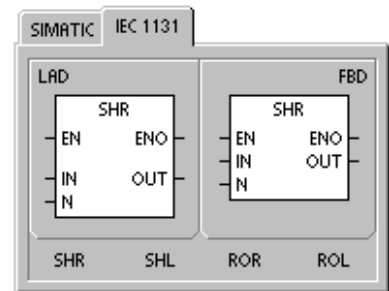 SIMATIC IEC 1131
LAD FBD
SHR SHR
EN ENO EN ENO
IN OUT
IN OUT
N N
SHR SHL ROR ROL